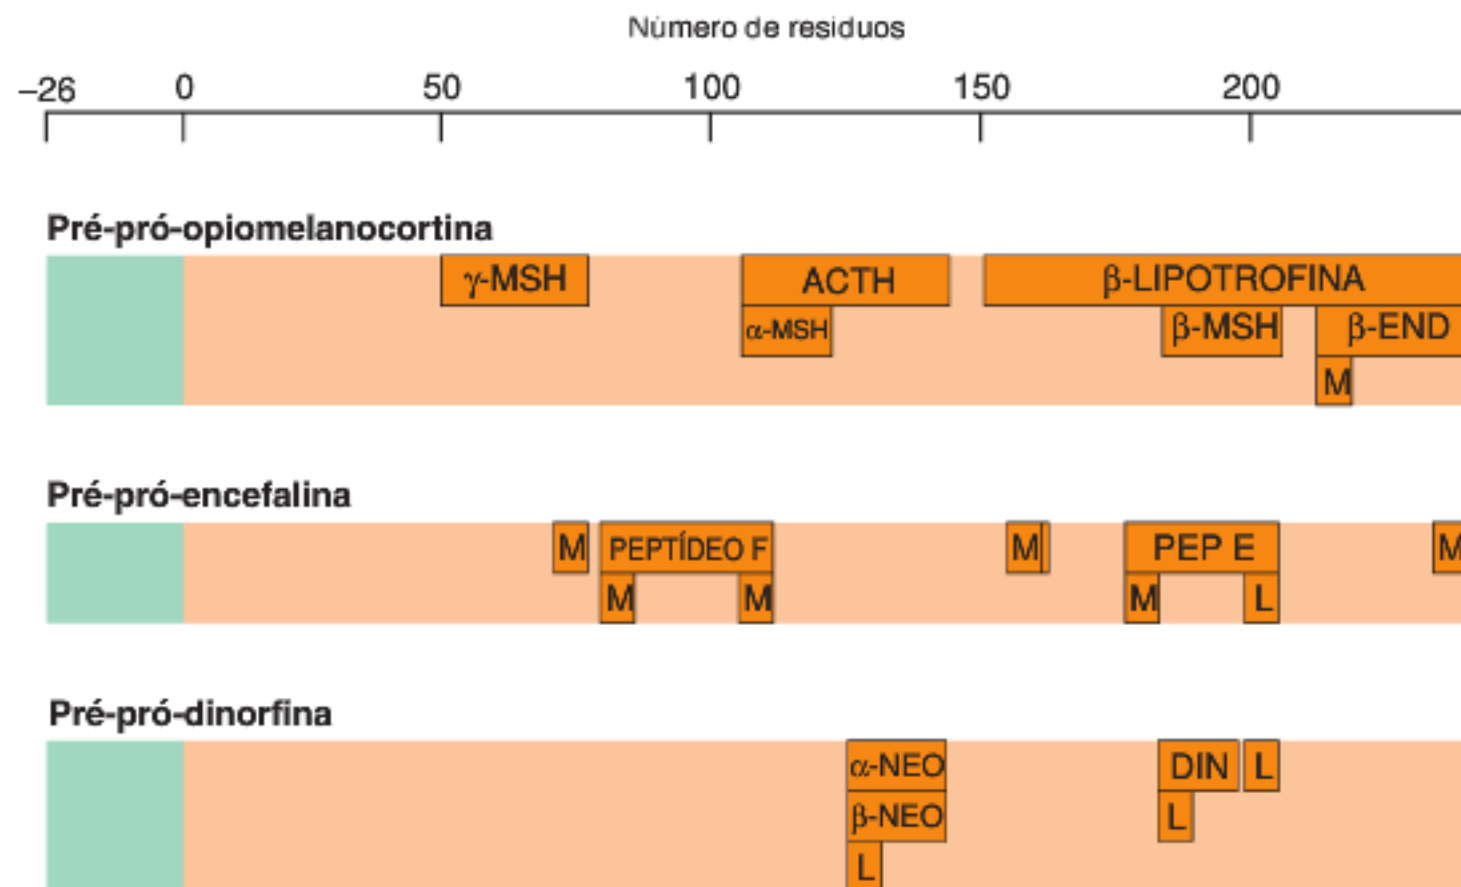 Número de resíduos
–26 0 50 100 150 200
Pré-pró-opiomelanocortina
γ-MSH ACTH β-LIPOTROFINA
α-MSH β-MSH β-END
M
Pré-pró-encefalina
M PEPTÍDEO F M PEP E M
M M M L
Pré-pró-dinorfina
α-NEO DIN L
β-NEO L
L